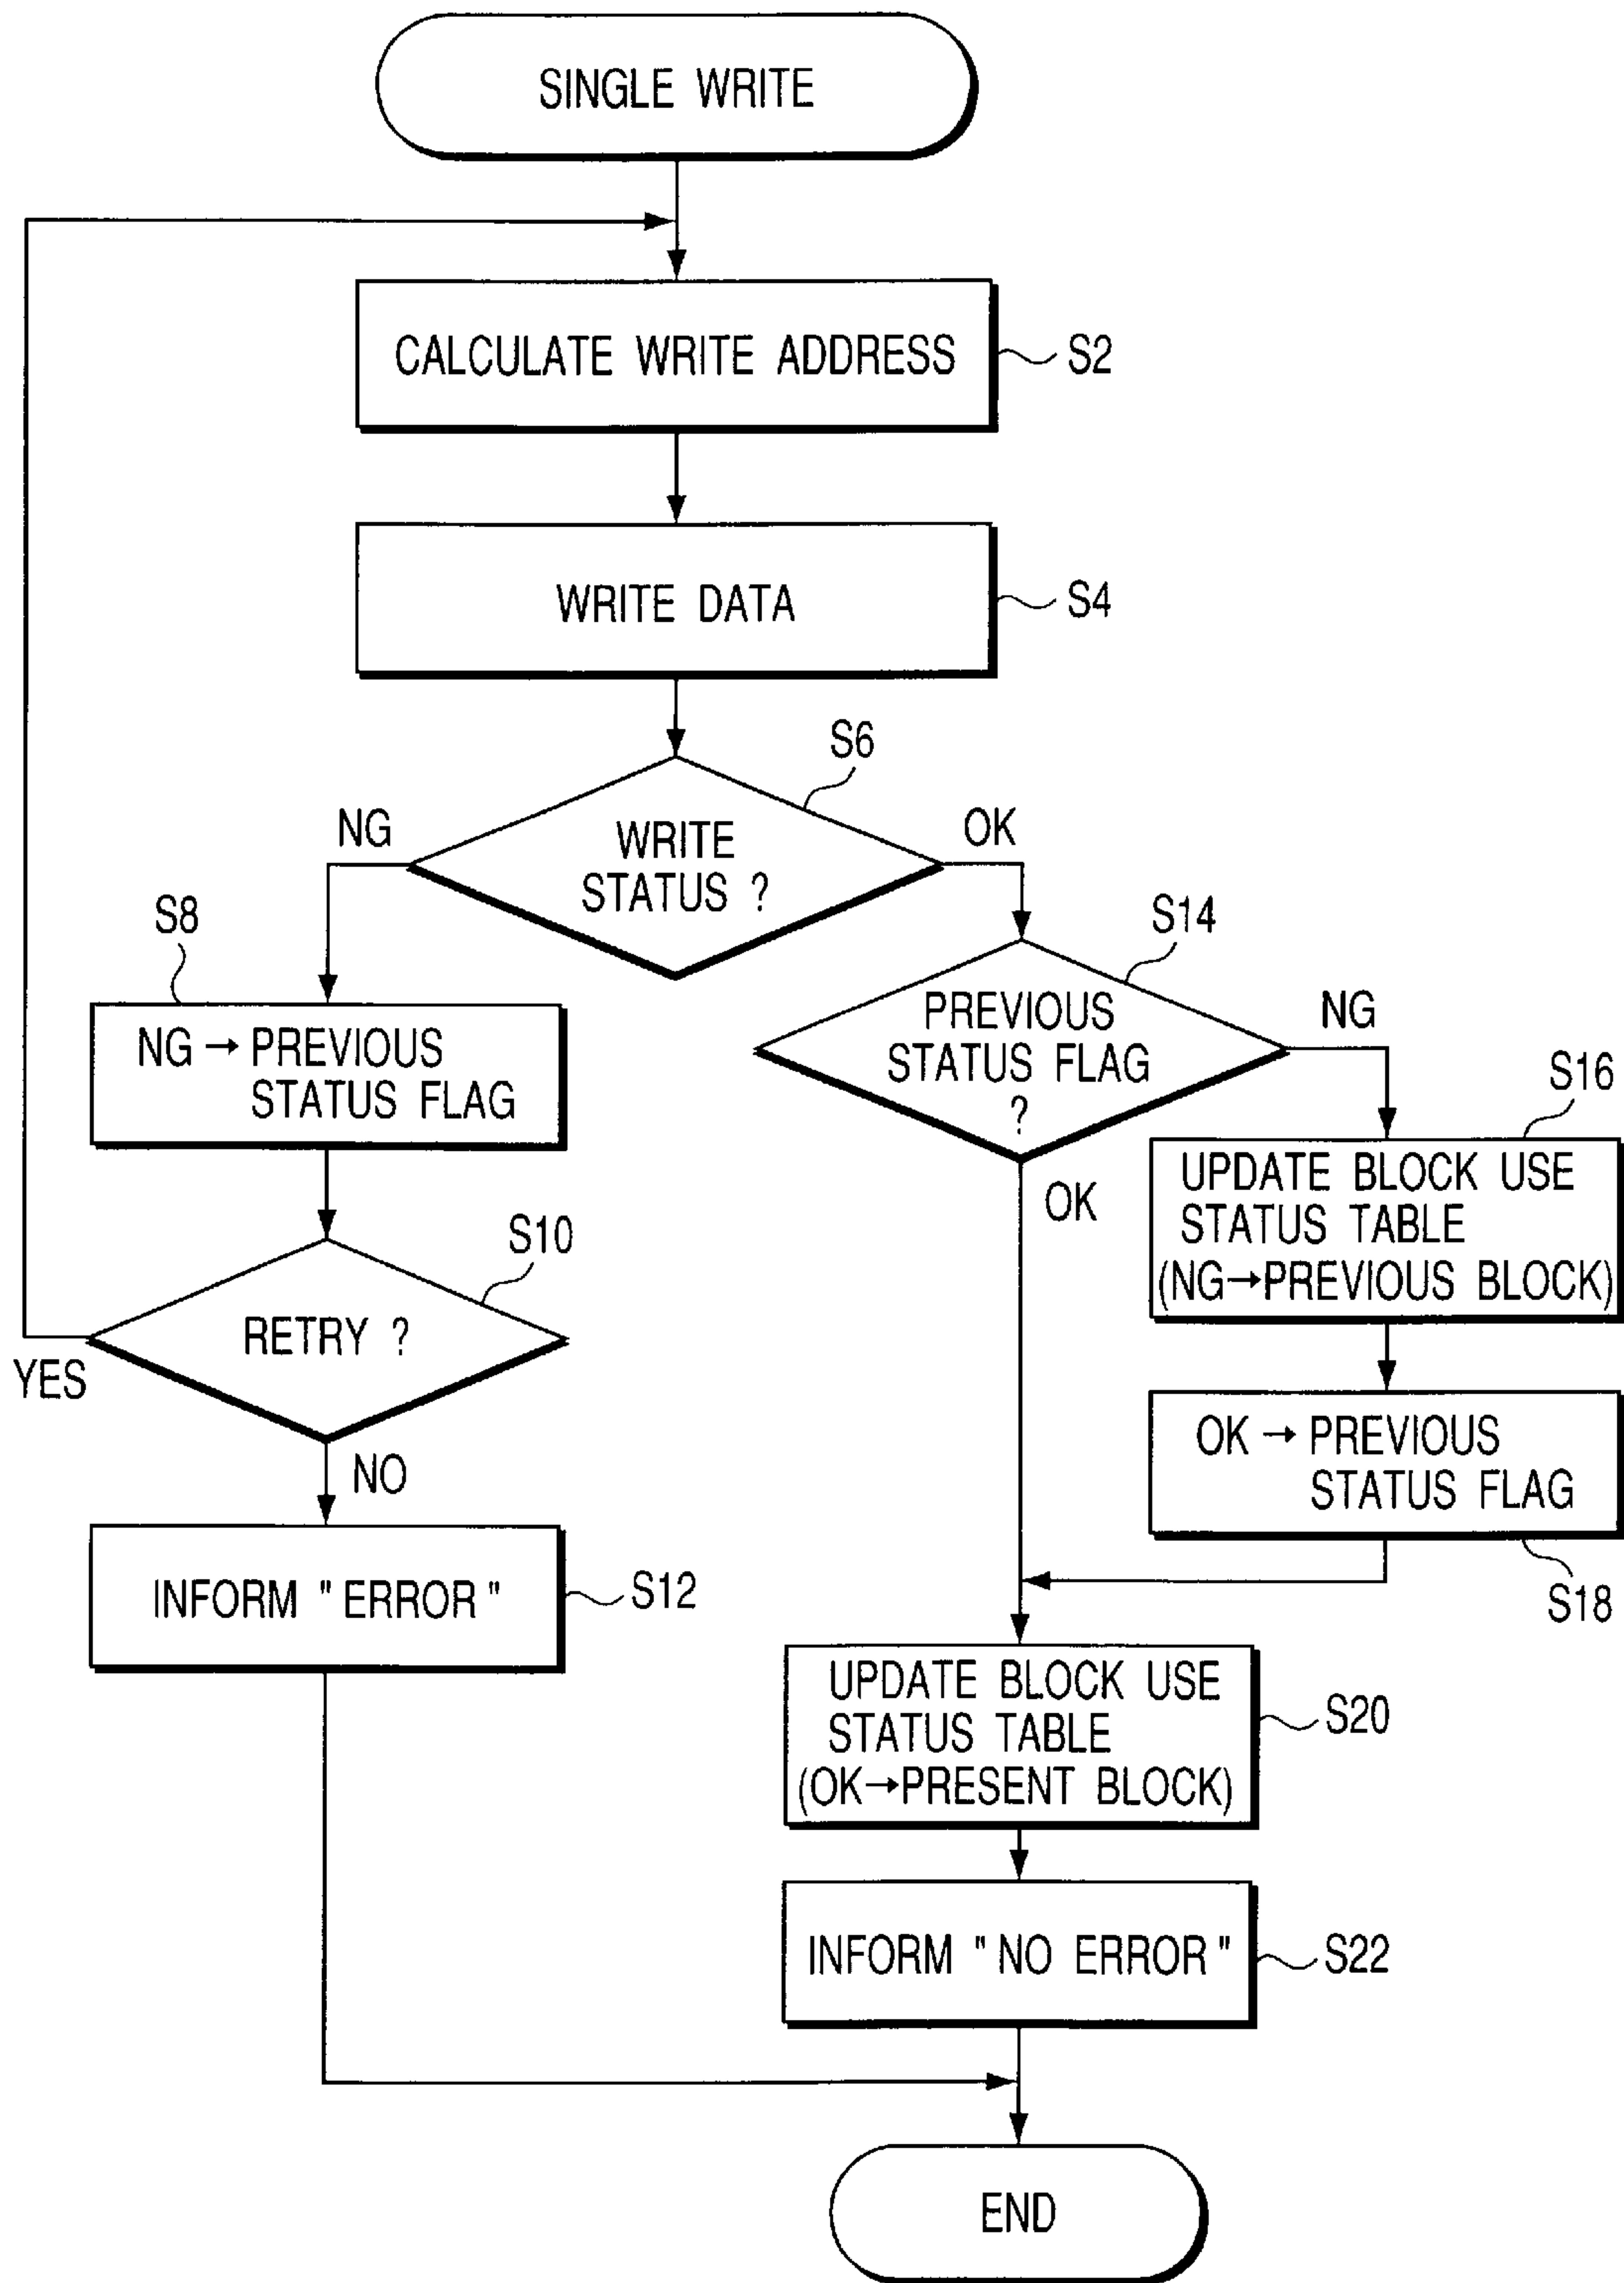 SINGLE WRITE
CALCULATE WRITE ADDRESS
S2
WRITE DATA
S4
S6
NG
OK
WRITE
STATUS ?
S8
S14
NG → PREVIOUS
STATUS FLAG
PREVIOUS
STATUS FLAG
?
NG
S16
OK
UPDATE BLOCK USE
STATUS TABLE
(NG→PREVIOUS BLOCK)
S10
RETRY ?
YES
NO
OK → PREVIOUS
STATUS FLAG
S18
INFORM "ERROR"
S12
UPDATE BLOCK USE
STATUS TABLE
(OK→PRESENT BLOCK)
S20
INFORM "NO ERROR"
S22
END